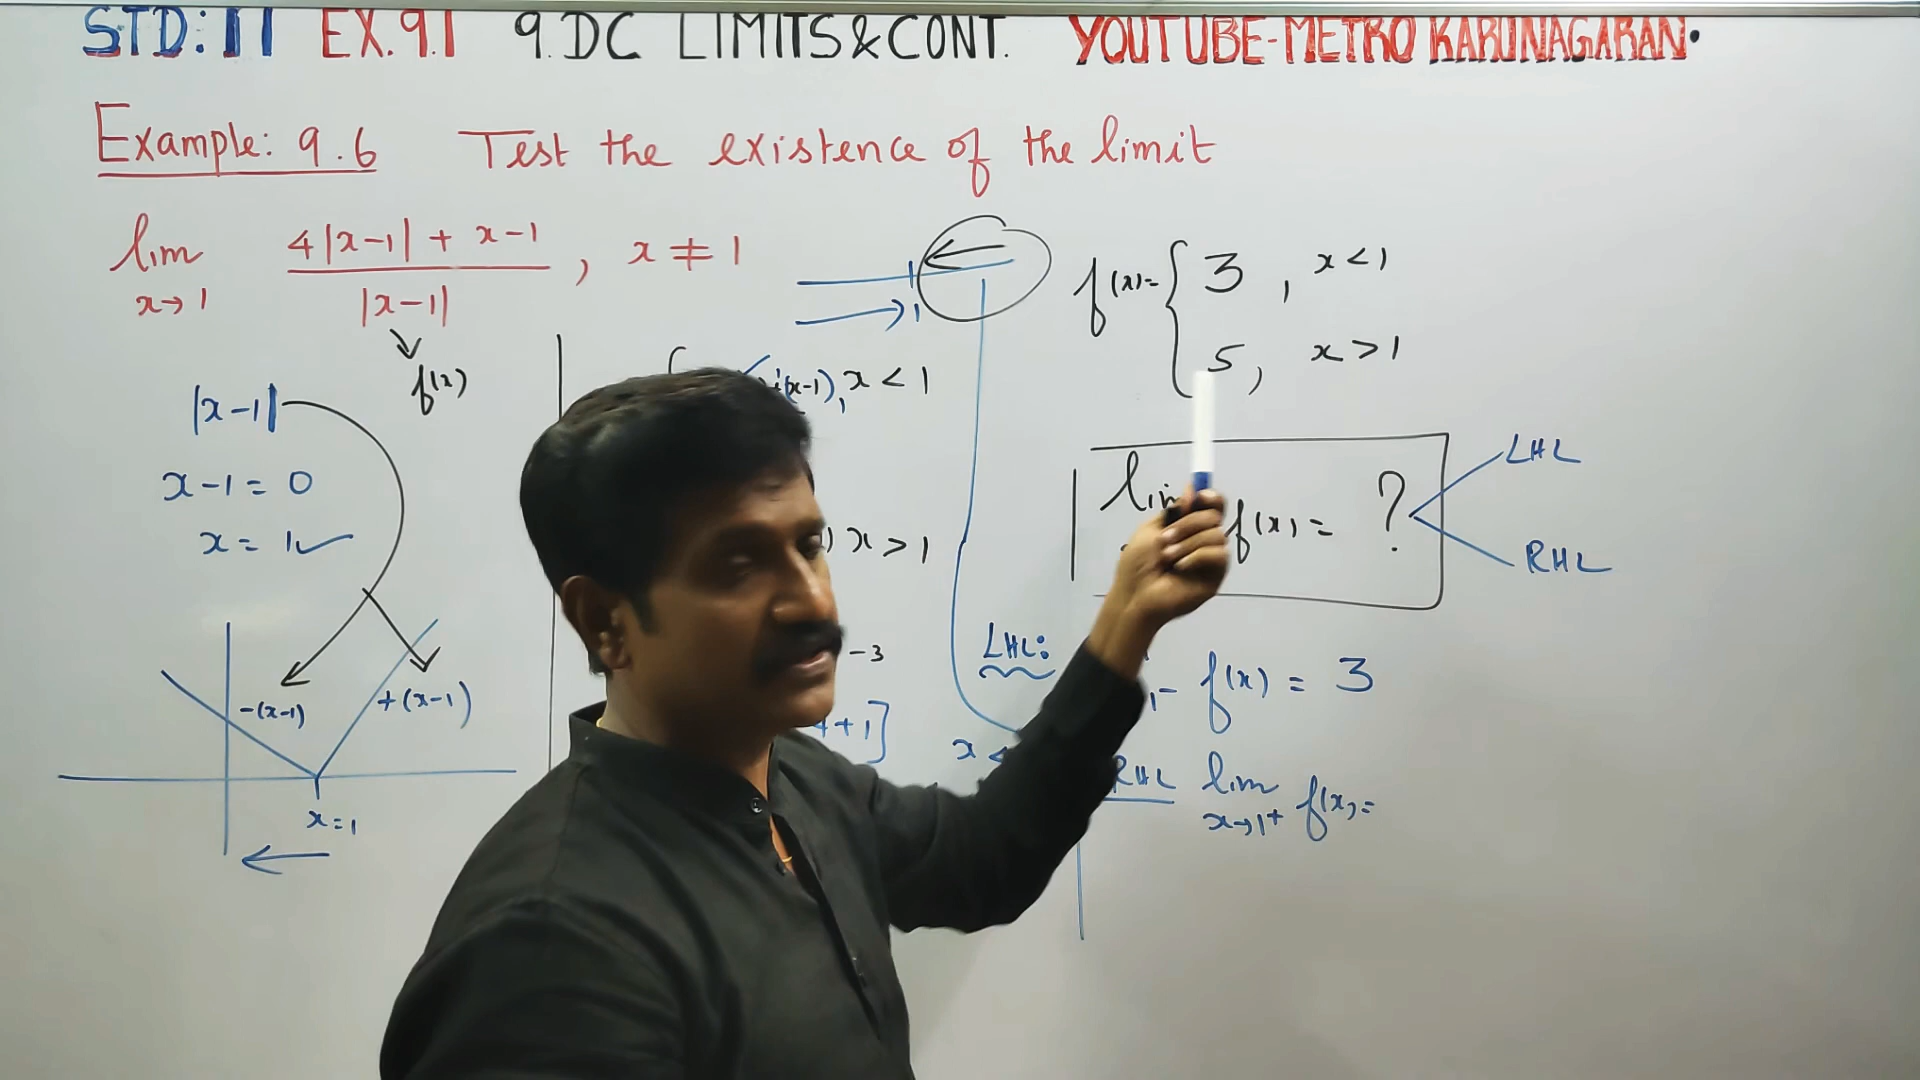 STD: 11 EX. 9.1 9. DC LIMITS & CONT. YOUTUBE-METRO KARUNAGARAN.
Example: 9.6 Test the existence of the limit
lim x→1 4|x-1| + x-1 / |x-1| , x ≠ 1
f(x)
|x-1|
x-1 = 0
x = 1
-(x-1)
+(x-1)
x=1
(x-1), x < 1
x > 1
-3
+1]
1
f(x)= { 3 , x < 1
5 , x > 1
f(x) = ?
LHL
RHL
LHL:
f(x) = 3
x <
RHL lim x→1+ f(x) =